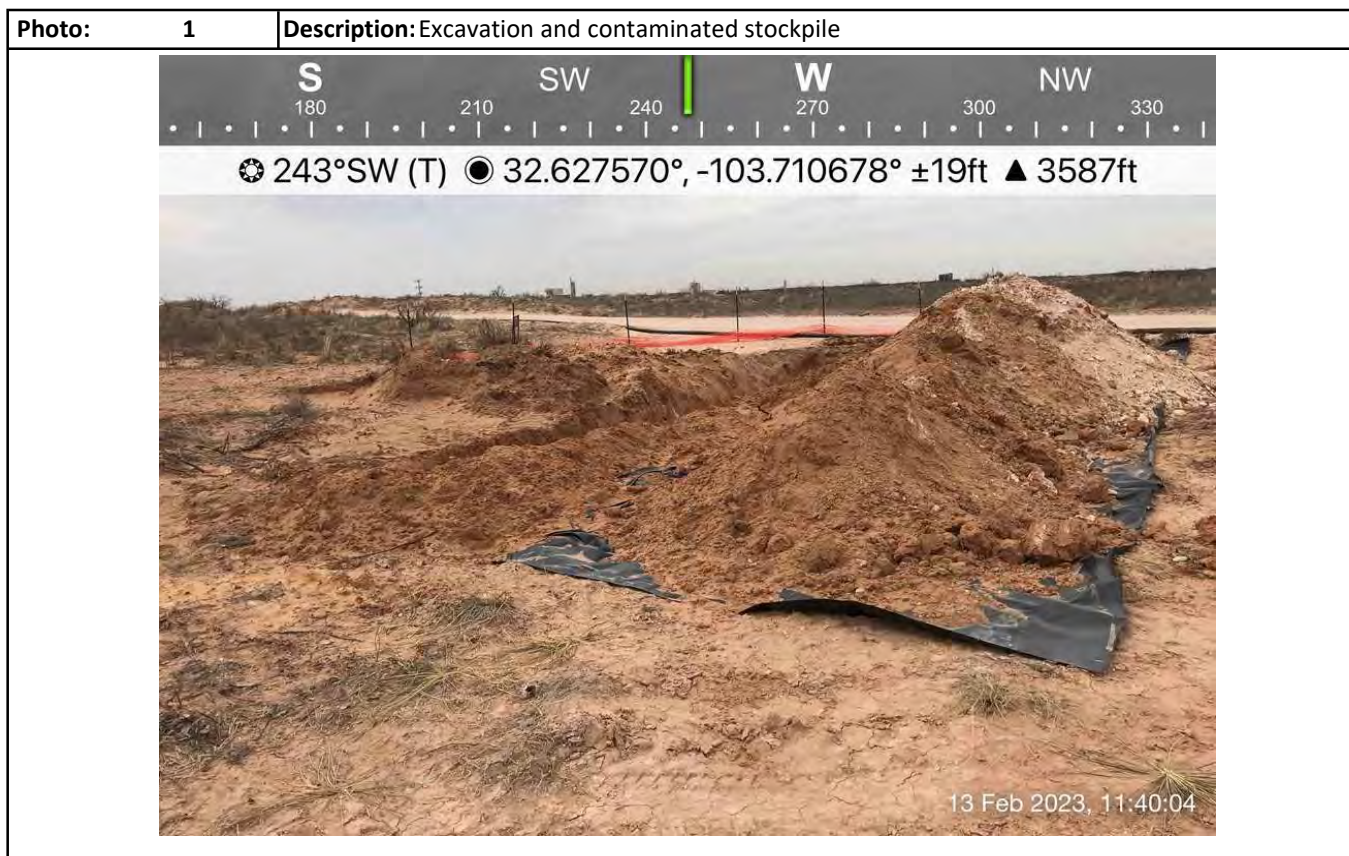 Photo: 1 Description: Excavation and contaminated stockpile
S SW W NW
180 210 240 270 300 330
243°SW (T) 32.627570°, -103.710678° ±19ft ▲ 3587ft
13 Feb 2023, 11:40:04